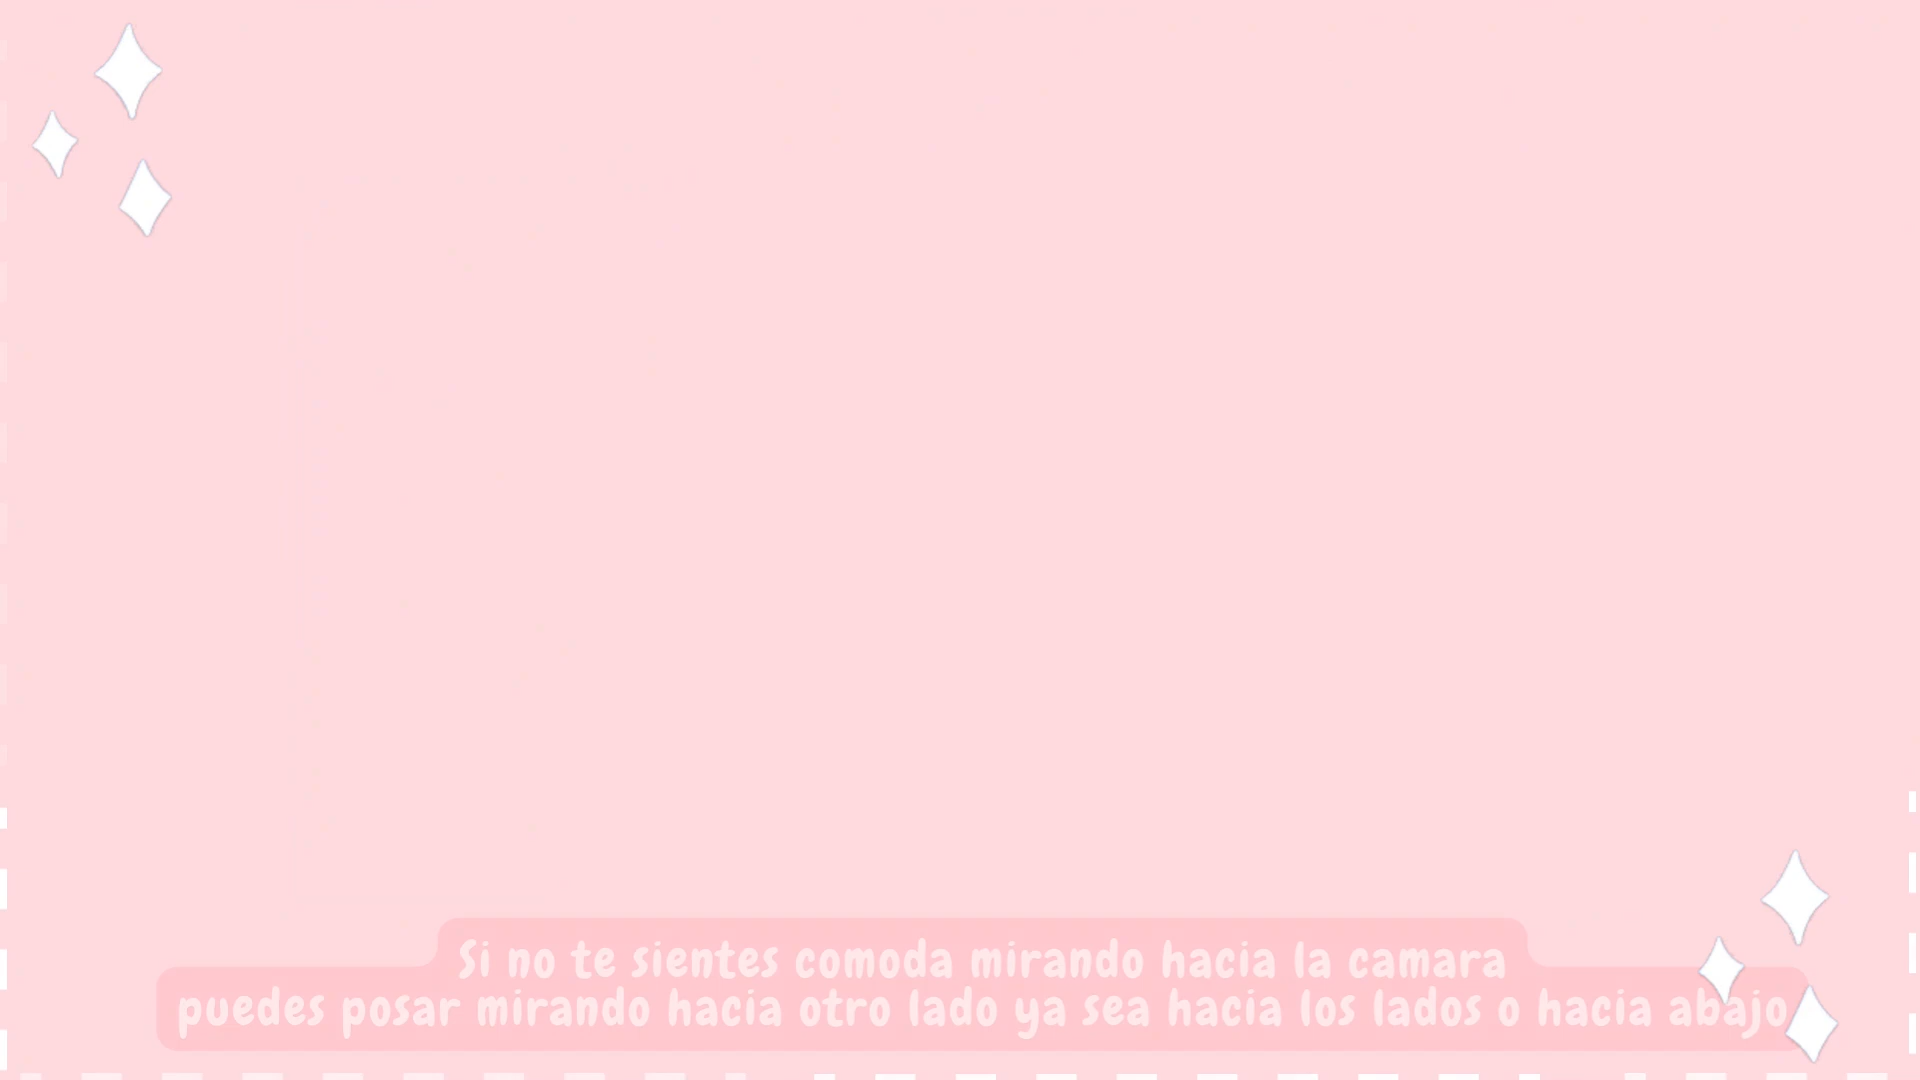 Si no te sientes comoda mirando hacia la camara
puedes posar mirando hacia otro lado ya sea hacia los lados o hacia abajo